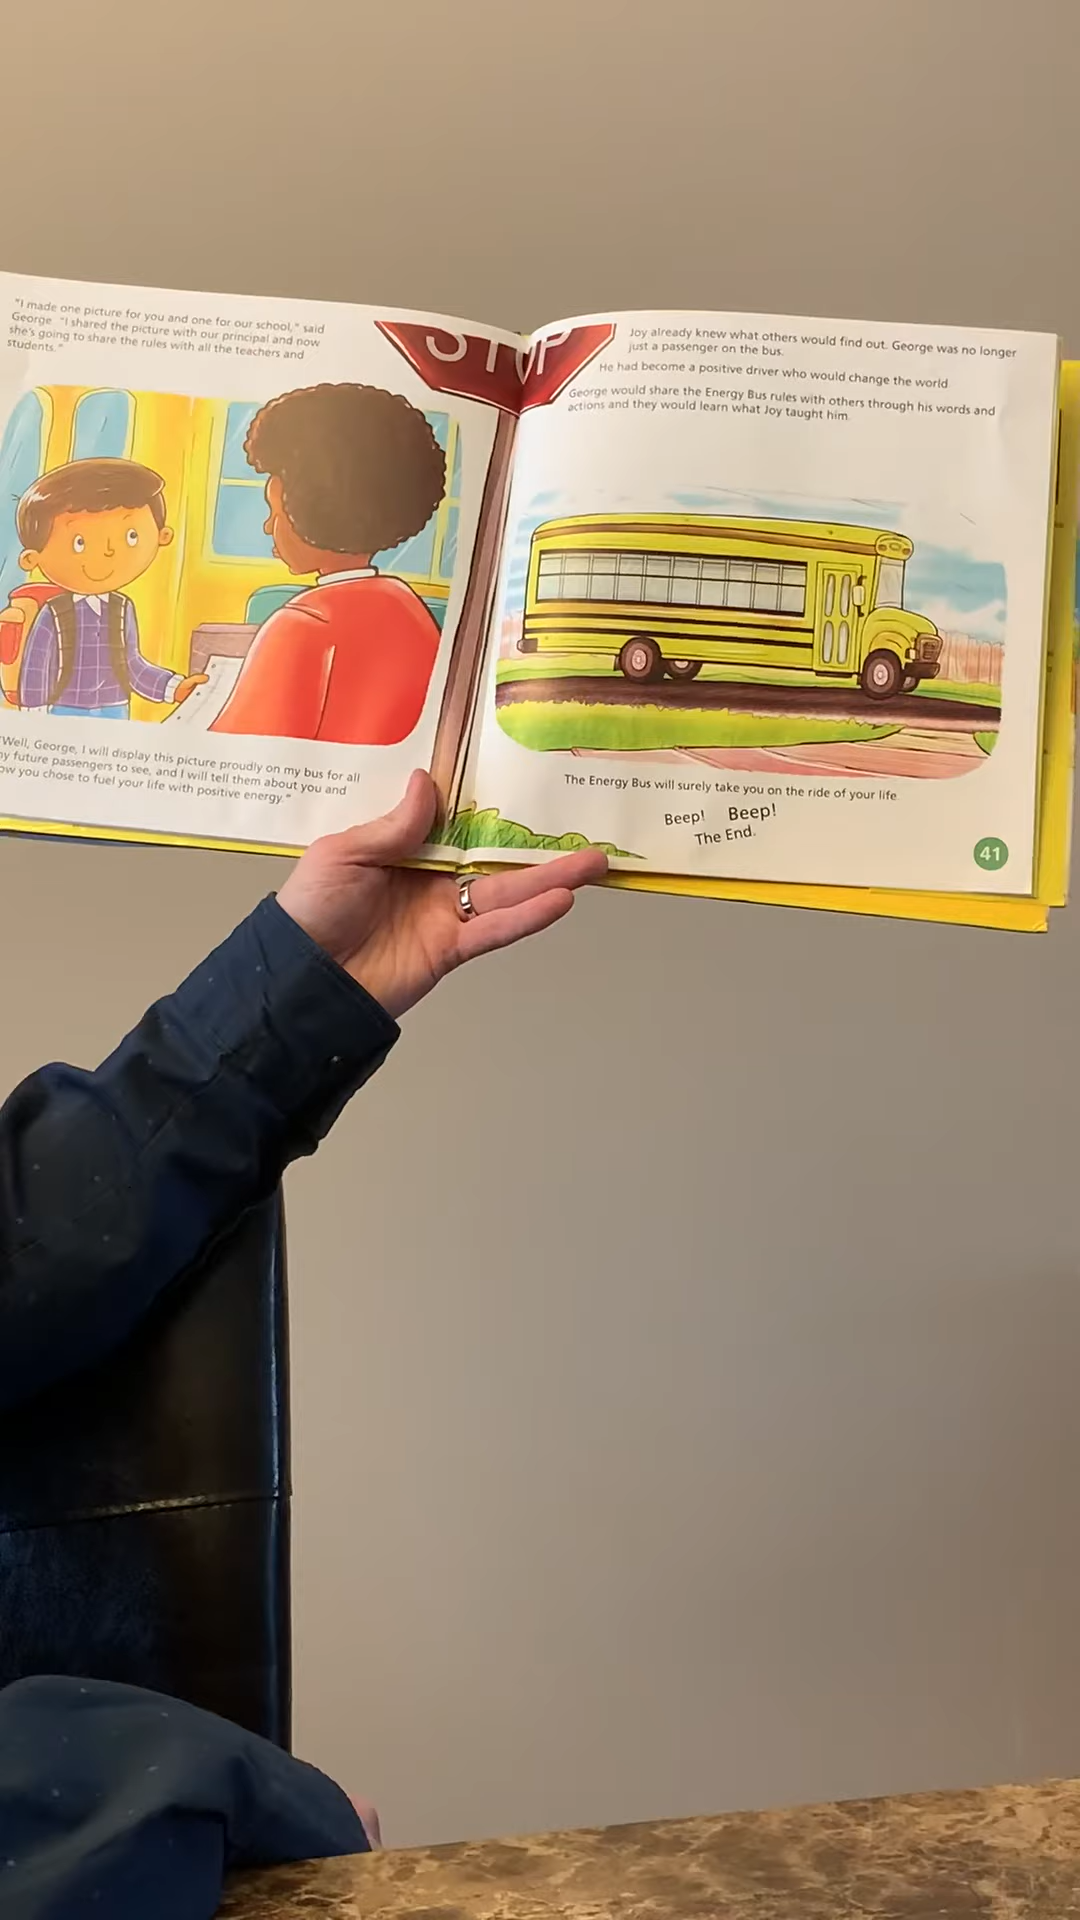 "I made one picture for you and one for our school," said
George. "I shared the picture with our principal and now
she's going to share the rules with all the teachers and
students."
"Well, George, I will display this picture proudly on my bus for all
my future passengers to see, and I will tell them about you and
how you chose to fuel your life with positive energy."
STOP
Joy already knew what others would find out. George was no longer
just a passenger on the bus.
He had become a positive driver who would change the world.
George would share the Energy Bus rules with others through his words and
actions and they would learn what Joy taught him.
The Energy Bus will surely take you on the ride of your life.
Beep! Beep!
The End.
41